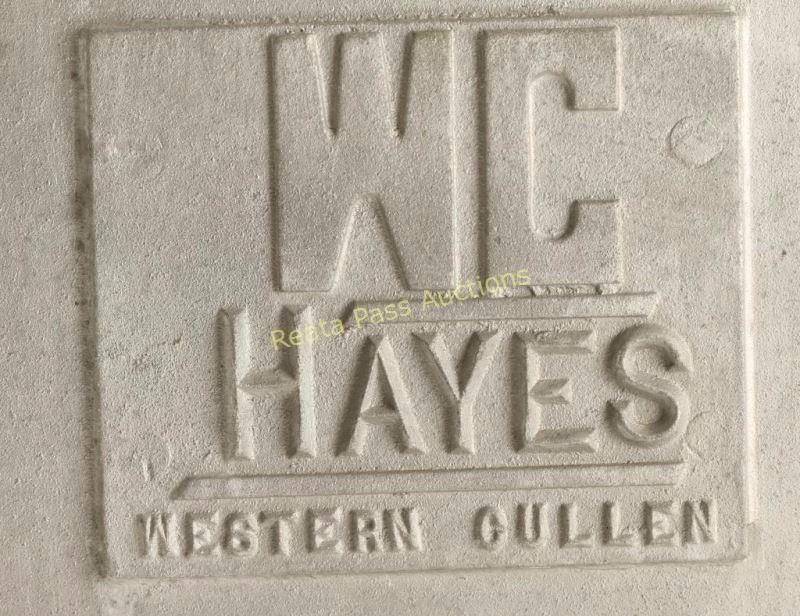 WC
Reata Pass Auctions
HAYES
WESTERN CULLEN